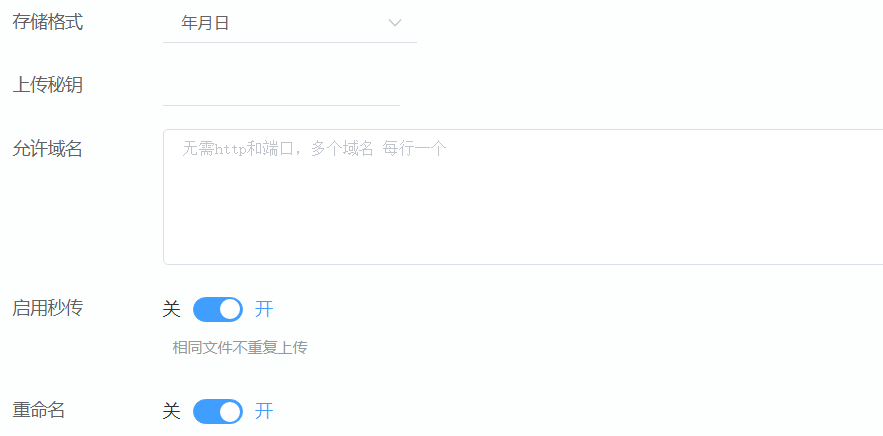 存储格式 年月日
上传秘钥
允许域名 无需http和端口，多个域名 每行一个
启用秒传 关 开
相同文件不重复上传
重命名 关 开